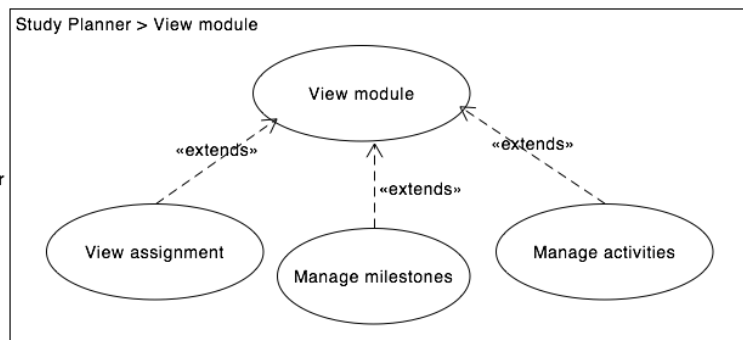 Study Planner > View module
View module
«extends»
«extends»
«extends»
r
View assignment
Manage milestones
Manage activities